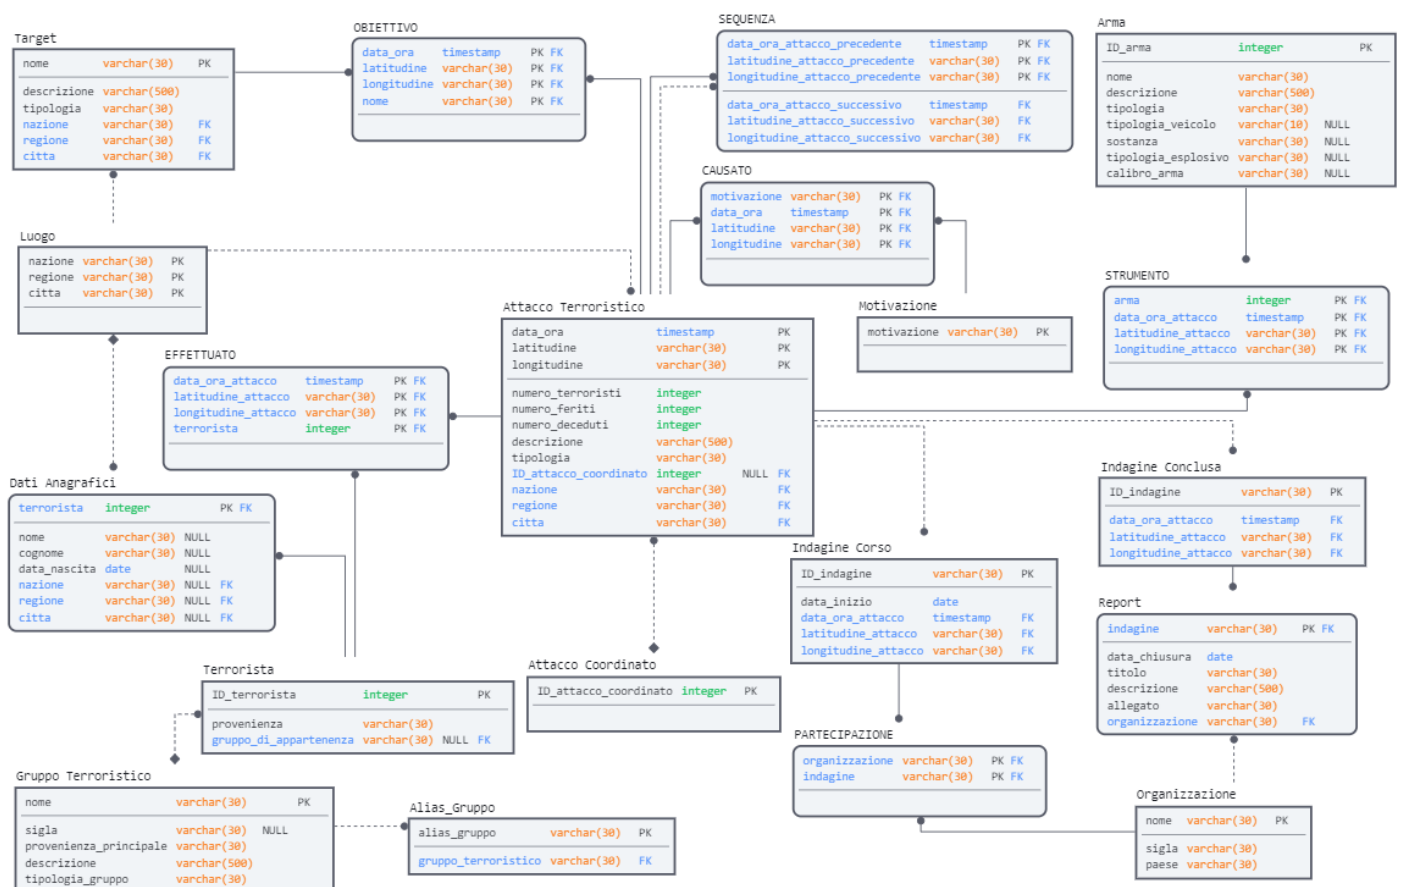 Target
nome varchar(30) PK
descrizione varchar(500)
tipologia varchar(30)
nazione varchar(30) FK
regione varchar(30) FK
citta varchar(30) FK
OBIETTIVO
data_ora timestamp PK FK
latitudine varchar(30) PK FK
longitudine varchar(30) PK FK
nome varchar(30) PK FK
SEQUENZA
data_ora_attacco_precedente timestamp PK FK
latitudine_attacco_precedente varchar(30) PK FK
longitudine_attacco_precedente varchar(30) PK FK
data_ora_attacco_successivo timestamp FK
latitudine_attacco_successivo varchar(30) FK
longitudine_attacco_successivo varchar(30) FK
Arma
ID_arma integer PK
nome varchar(30)
descrizione varchar(500)
tipologia varchar(30)
tipologia_veicolo varchar(10) NULL
sostanza varchar(30) NULL
tipologia_esplosivo varchar(30) NULL
calibro_arma varchar(30) NULL
CAUSATO
motivazione varchar(30) PK FK
data_ora timestamp PK FK
latitudine varchar(30) PK FK
longitudine varchar(30) PK FK
Luogo
nazione varchar(30) PK
regione varchar(30) PK
citta varchar(30) PK
STRUMENTO
arma integer PK FK
data_ora_attacco timestamp PK FK
latitudine_attacco varchar(30) PK FK
longitudine_attacco varchar(30) PK FK
Attacco Terroristico
data_ora timestamp PK
latitudine varchar(30) PK
longitudine varchar(30) PK
numero_terroristi integer
numero_feriti integer
numero_deceduti integer
descrizione varchar(500)
tipologia varchar(30)
ID_attacco_coordinato integer NULL FK
nazione varchar(30) FK
regione varchar(30) FK
citta varchar(30) FK
Motivazione
motivazione varchar(30) PK
EFFETTUATO
data_ora_attacco timestamp PK FK
latitudine_attacco varchar(30) PK FK
longitudine_attacco varchar(30) PK FK
terrorista integer PK FK
Dati Anagrafici
terrorista integer PK FK
nome varchar(30) NULL
cognome varchar(30) NULL
data_nascita date NULL
nazione varchar(30) NULL FK
regione varchar(30) NULL FK
citta varchar(30) NULL FK
Indagine Conclusa
ID_indagine varchar(30) PK
data_ora_attacco timestamp FK
latitudine_attacco varchar(30) FK
longitudine_attacco varchar(30) FK
Indagine Corso
ID_indagine varchar(30) PK
data_inizio date
data_ora_attacco timestamp FK
latitudine_attacco varchar(30) FK
longitudine_attacco varchar(30) FK
Report
indagine varchar(30) PK FK
data_chiusura date
titolo varchar(30)
descrizione varchar(500)
allegato varchar(30)
organizzazione varchar(30) FK
Terrorista
ID_terrorista integer PK
provenienza varchar(30)
gruppo_di_appartenenza varchar(30) NULL FK
Attacco Coordinato
ID_attacco_coordinato integer PK
PARTECIPAZIONE
organizzazione varchar(30) PK FK
indagine varchar(30) PK FK
Gruppo Terroristico
nome varchar(30) PK
sigla varchar(30) NULL
provenienza_principale varchar(30)
descrizione varchar(500)
tipologia_gruppo varchar(30)
Alias_Gruppo
alias_gruppo varchar(30) PK
gruppo_terroristico varchar(30) FK
Organizzazione
nome varchar(30) PK
sigla varchar(30)
paese varchar(30)